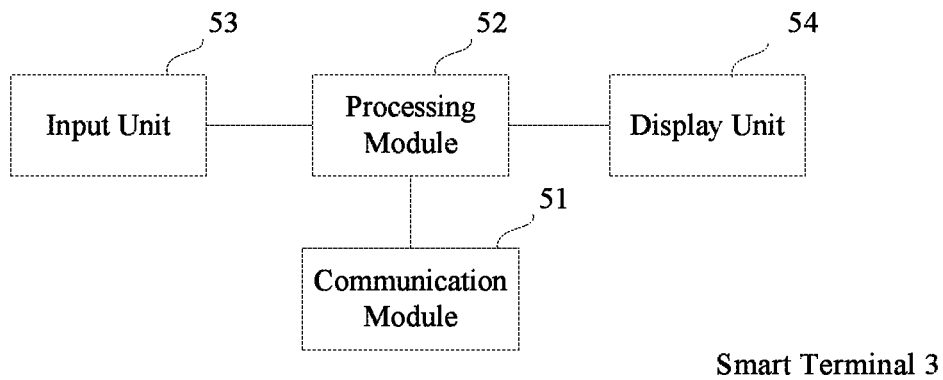 53
52
54
Input Unit
Processing
Module
Display Unit
51
Communication
Module
Smart Terminal 3